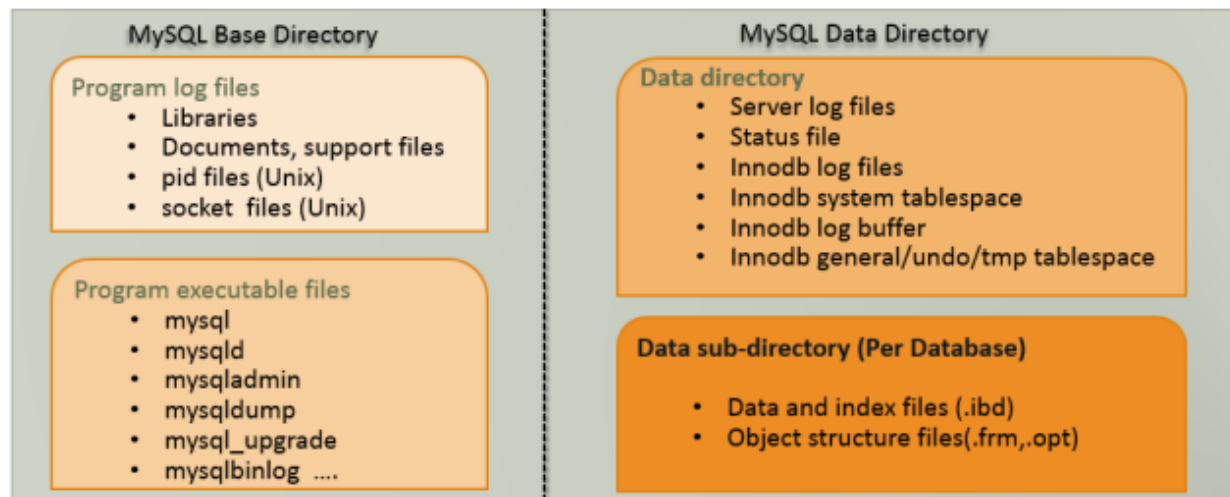 MySQL Base Directory
Program log files
• Libraries
• Documents, support files
• pid files (Unix)
• socket files (Unix)
Program executable files
• mysql
• mysqld
• mysqladmin
• mysqldump
• mysql_upgrade
• mysqlbinlog ....
MySQL Data Directory
Data directory
• Server log files
• Status file
• Innodb log files
• Innodb system tablespace
• Innodb log buffer
• Innodb general/undo/tmp tablespace
Data sub-directory (Per Database)
• Data and index files (.ibd)
• Object structure files(.frm,.opt)